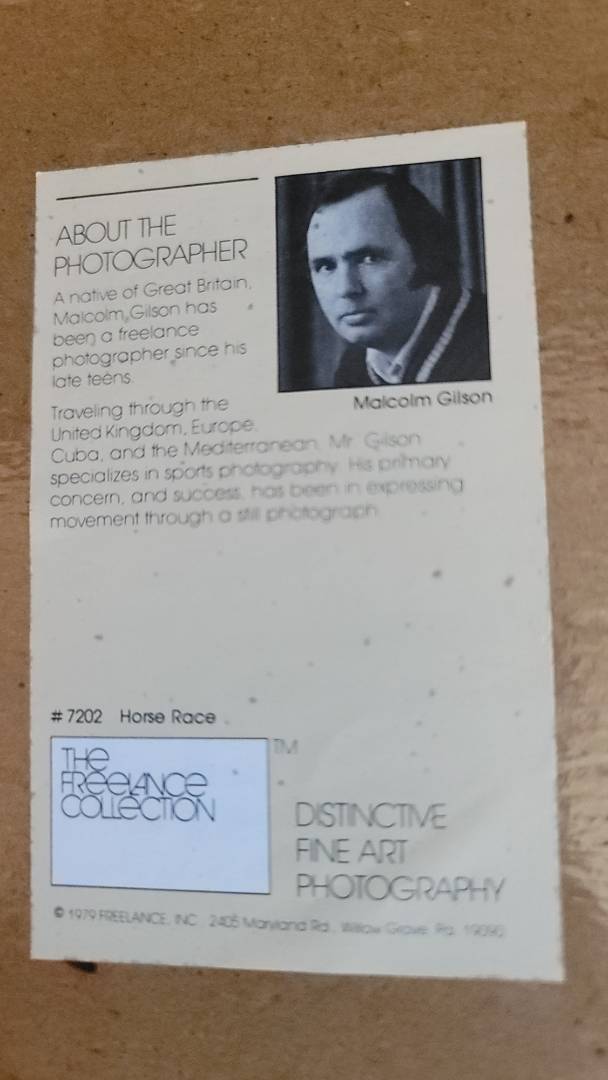 ABOUT THE
PHOTOGRAPHER
A native of Great Britain,
Malcolm Gilson has
been a freelance
photographer since his
late teens.
Traveling through the
United Kingdom, Europe,
Cuba, and the Mediterranean, Mr. Gilson
specializes in sports photography. His primary
concern, and success, has been in expressing
movement through a still photograph.
Malcolm Gilson
#7202 Horse Race
THE
FREELANCE
COLLECTION
TM
DISTINCTIVE
FINE ART
PHOTOGRAPHY
© 1979 FREELANCE, INC. 2405 Maryland Rd., Willow Grove, Pa. 19090